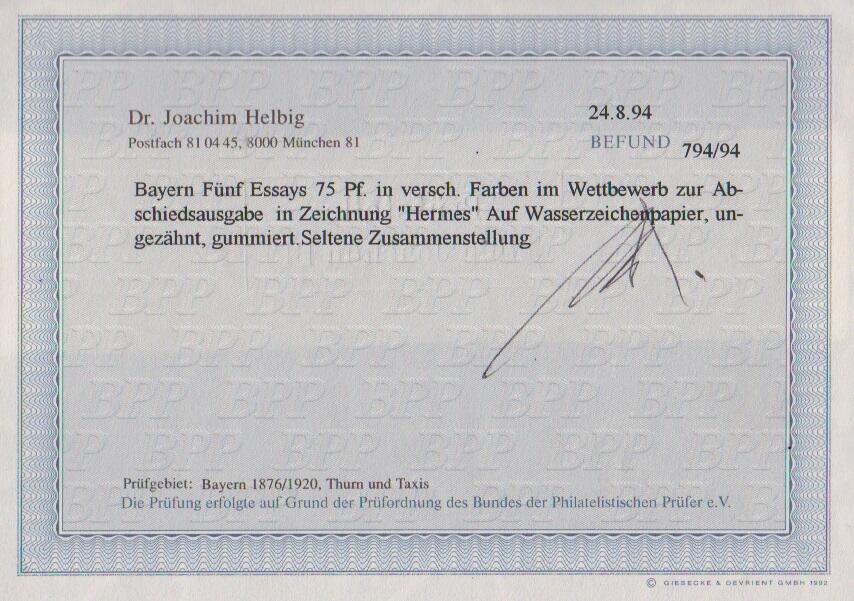 Dr. Joachim Helbig
24.8.94
Postfach 81 04 45, 8000 München 81
BEFUND 794/94
Bayern Fünf Essays 75 Pf. in versch. Farben im Wettbewerb zur Ab-
schiedsausgabe in Zeichnung "Hermes" Auf Wasserzeichenpapier, un-
gezähnt, gummiert.Seltene Zusammenstellung
Prüfgebiet: Bayern 1876/1920, Thurn und Taxis
Die Prüfung erfolgte auf Grund der Prüfordnung des Bundes der Philatelistischen Prüfer e.V.
© GIESECKE & DEVRIENT GMBH 1992